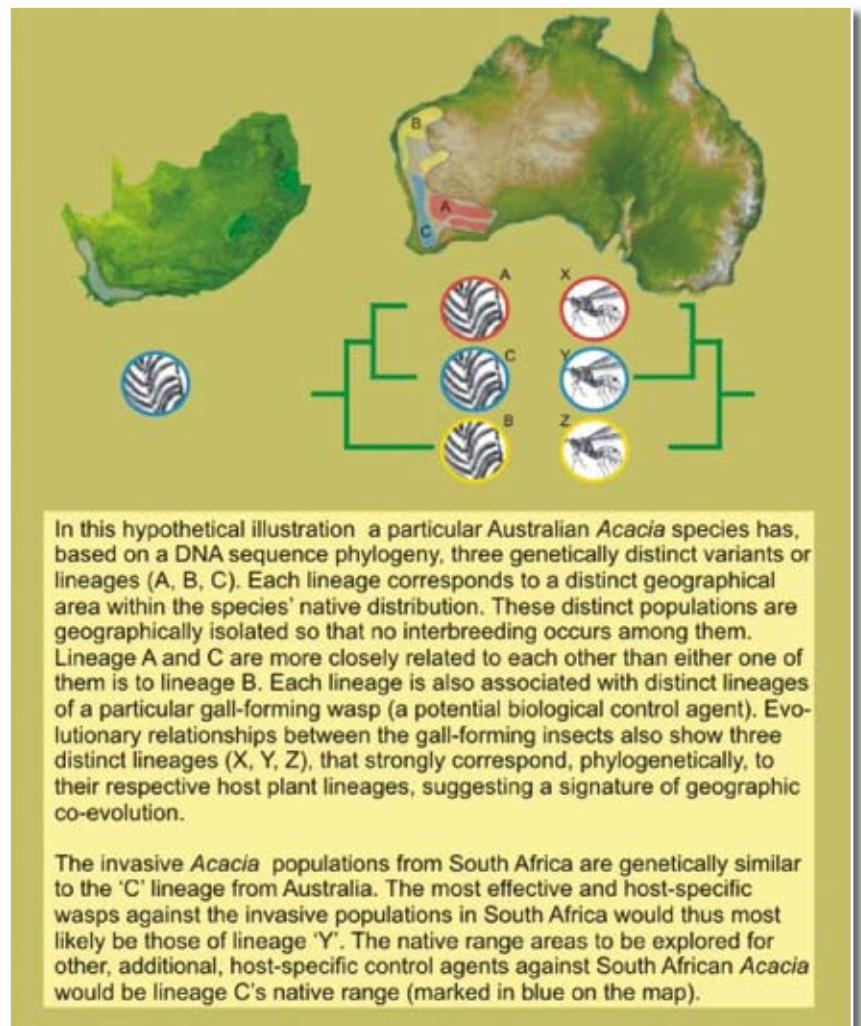 B
A
C
A
X
C
Y
B
Z
In this hypothetical illustration a particular Australian Acacia species has,
based on a DNA sequence phylogeny, three genetically distinct variants or
lineages (A, B, C). Each lineage corresponds to a distinct geographical
area within the species' native distribution. These distinct populations are
geographically isolated so that no interbreeding occurs among them.
Lineage A and C are more closely related to each other than either one of
them is to lineage B. Each lineage is also associated with distinct lineages
of a particular gall-forming wasp (a potential biological control agent). Evo-
lutionary relationships between the gall-forming insects also show three
distinct lineages (X, Y, Z), that strongly correspond, phylogenetically, to
their respective host plant lineages, suggesting a signature of geographic
co-evolution.
The invasive Acacia populations from South Africa are genetically similar
to the 'C' lineage from Australia. The most effective and host-specific
wasps against the invasive populations in South Africa would thus most
likely be those of lineage 'Y'. The native range areas to be explored for
other, additional, host-specific control agents against South African Acacia
would be lineage C's native range (marked in blue on the map).